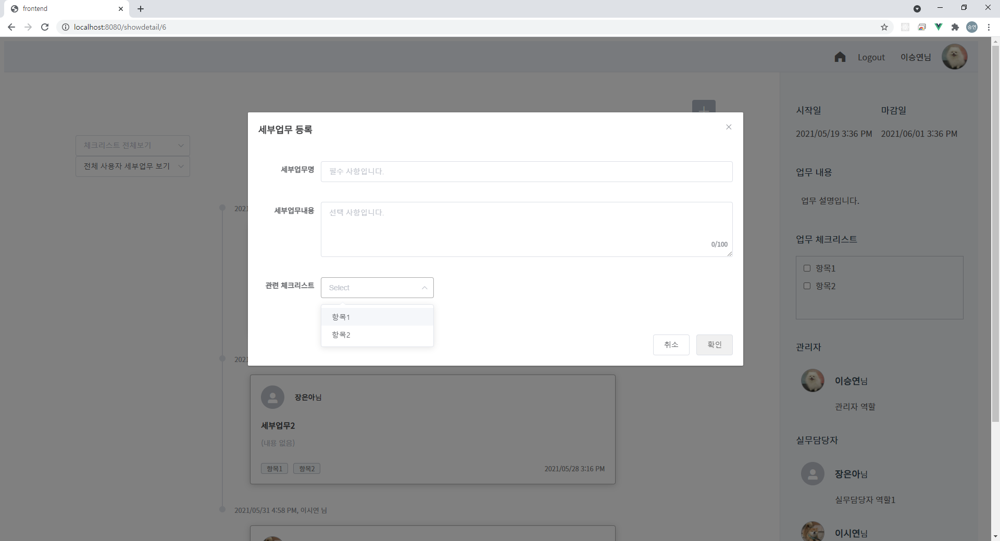 frontend
localhost:8080/showdetail/6
승연
Logout 이승연님
시작일 마감일
2021/05/19 3:36 PM 2021/06/01 3:36 PM
체크리스트 전체보기
전체 사용자 세부업무 보기
세부업무 등록
세부업무명 필수 사항입니다.
세부업무내용 선택 사항입니다.
0/100
관련 체크리스트 Select
항목1
항목2
취소 확인
2021
2021
장은아님
세부업무2
(내용 없음)
항목1 항목2 2021/05/28 3:16 PM
2021/05/31 4:58 PM, 이시연 님
업무 내용
업무 설명입니다.
업무 체크리스트
항목1
항목2
관리자
이승연님
관리자 역할
실무담당자
장은아님
실무담당자 역할1
이시연님